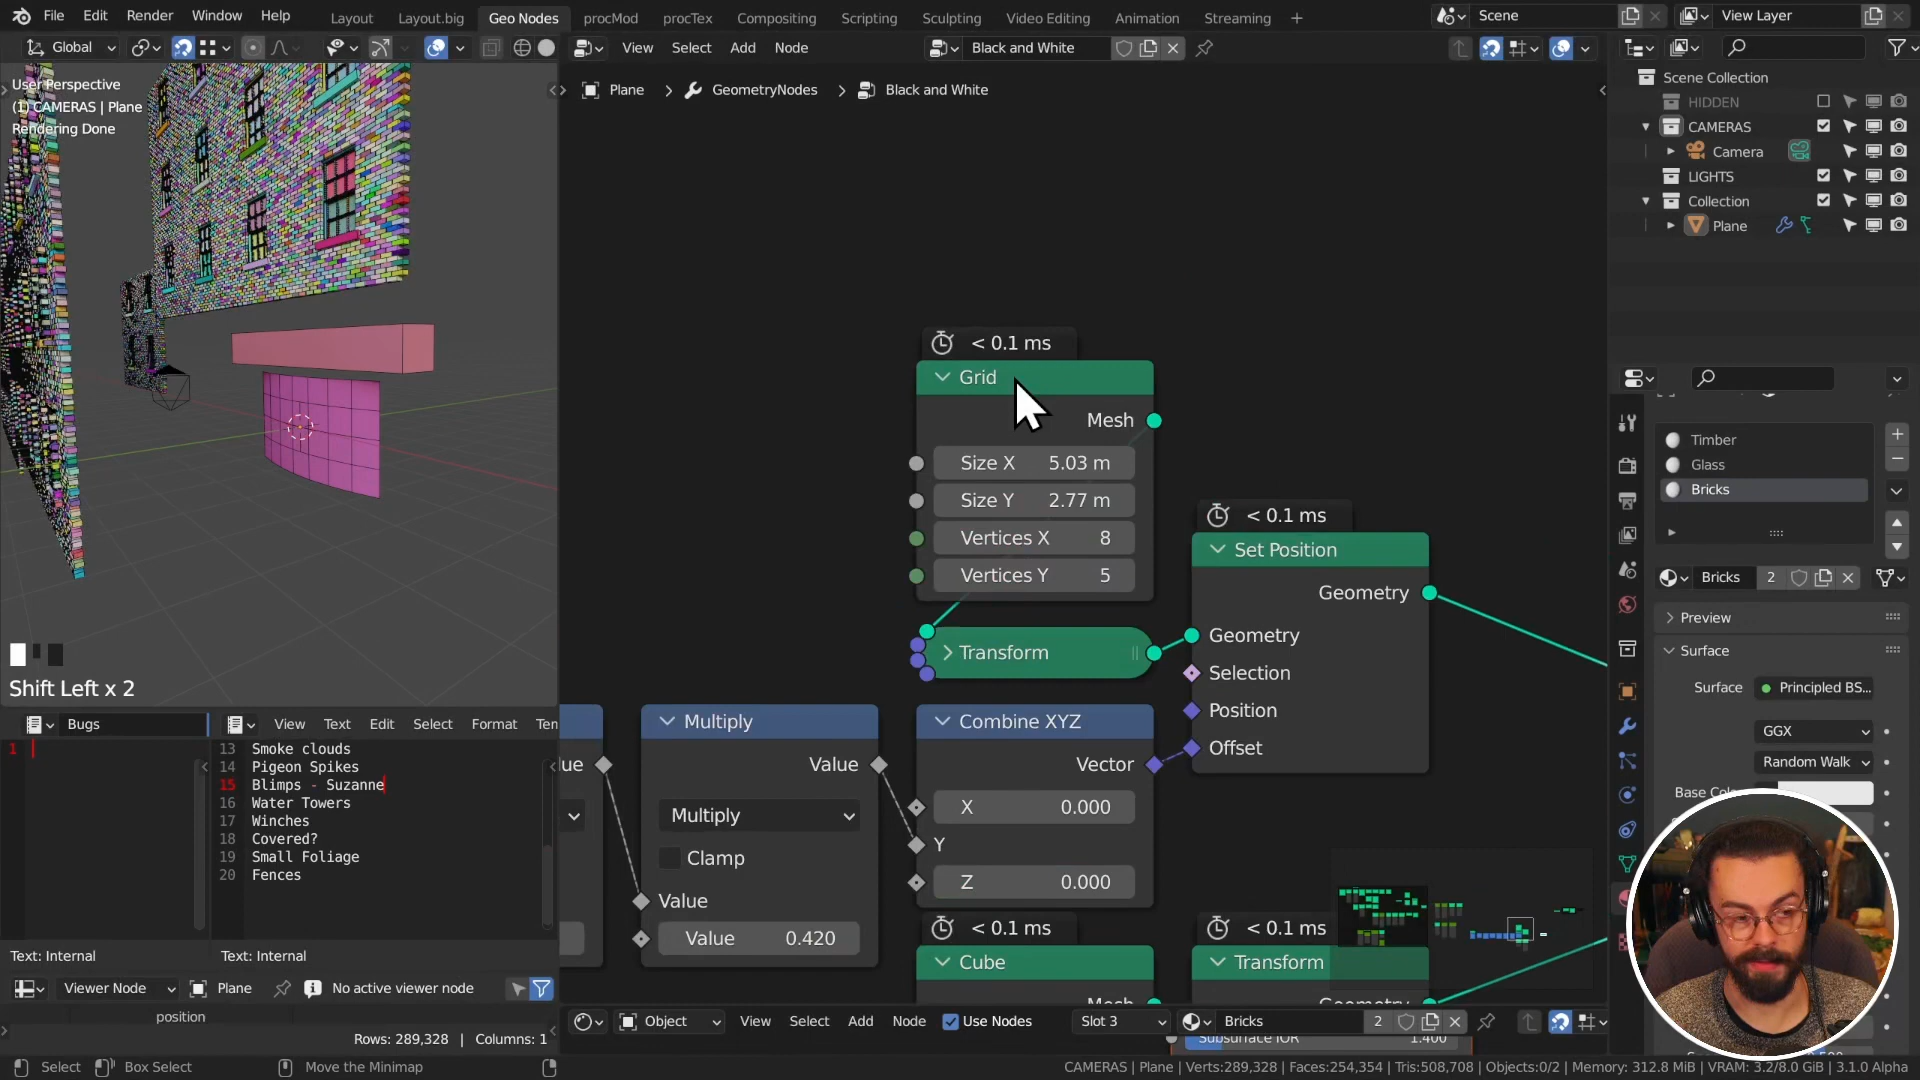 File Edit Render Window Help Layout Layout.big Geo Nodes procMod procTex Compositing Scripting Sculpting Video Editing Animation Streaming + Scene View Layer
Global View Select Add Node Black and White
User Perspective
(1) CAMERAS | Plane
Rendering Done
Plane GeometryNodes Black and White
Scene Collection
HIDDEN
CAMERAS
Camera
LIGHTS
Collection
Plane
< 0.1 ms
Grid
Mesh
Size X 5.03 m
Size Y 2.77 m
Vertices X 8
Vertices Y 5
< 0.1 ms
Set Position
Geometry
Geometry
Selection
Position
Offset
Transform
Multiply
Value
Multiply
Clamp
Value
Value 0.420
Combine XYZ
Vector
X 0.000
Y
Z 0.000
< 0.1 ms
Cube
Mesh
< 0.1 ms
Transform
Geometry
Timber
Glass
Bricks
Bricks 2
Preview
Surface
Surface Principled BS...
GGX
Random Walk
Base Colo
Shift Left x 2
Bugs View Text Edit Select Format Tem
1
13 Smoke clouds
14 Pigeon Spikes
15 Blimps - Suzanne
16 Water Towers
17 Winches
18 Covered?
19 Small Foliage
20 Fences
Text: Internal Text: Internal
Viewer Node Plane No active viewer node
position
Rows: 289,328 | Columns: 1
Object View Select Add Node Use Nodes Slot 3 Bricks 2
Subsurface IOR 1.400
Select Box Select Move the Minimap CAMERAS | Plane | Verts:289,328 | Faces:254,354 | Tris:508,708 | Objects:0/2 | Memory: 312.8 MiB | VRAM: 3.2/8.0 GiB | 3.1.0 Alpha